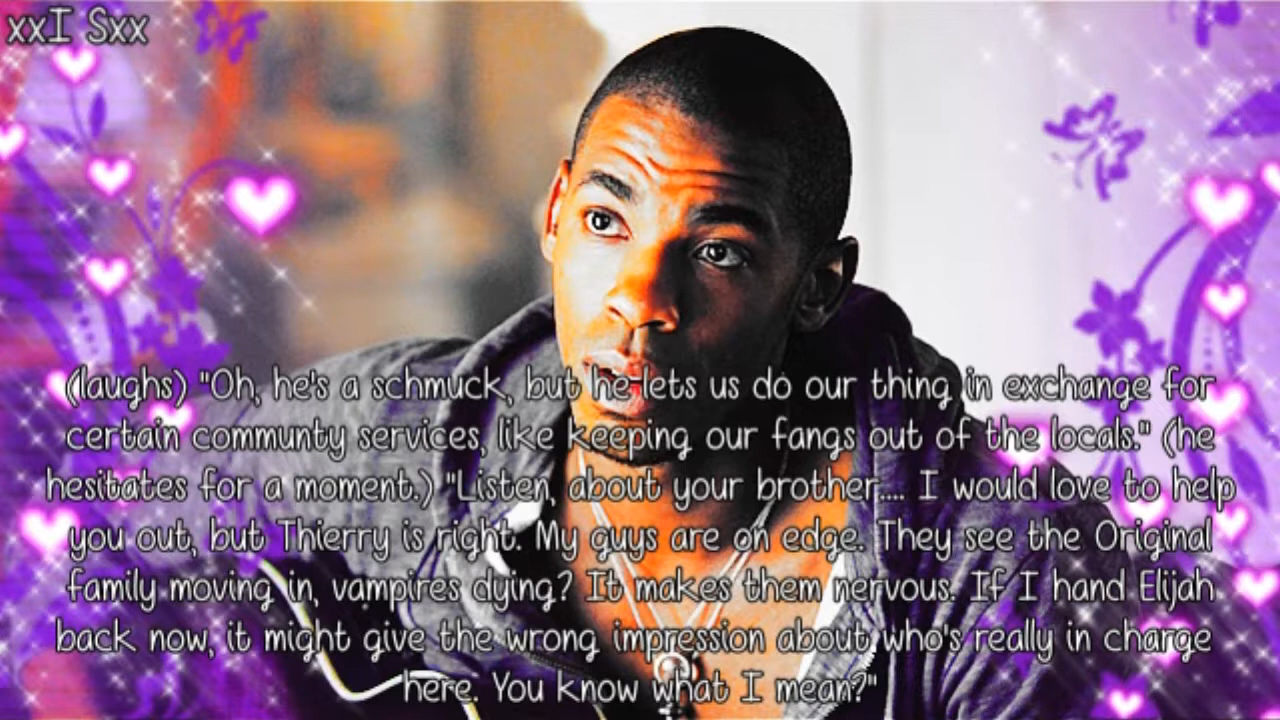 xxI Sxx
(laughs) "Oh, he's a schmuck, but he lets us do our thing in exchange for
certain communty services, like keeping our fangs out of the locals." (he
hesitates for a moment.) "Listen, about your brother.... I would love to help
you out, but Thierry is right. My guys are on edge. They see the Original
family moving in, vampires dying? It makes them nervous. If I hand Elijah
back now, it might give the wrong impression about who's really in charge
here. You know what I mean?"